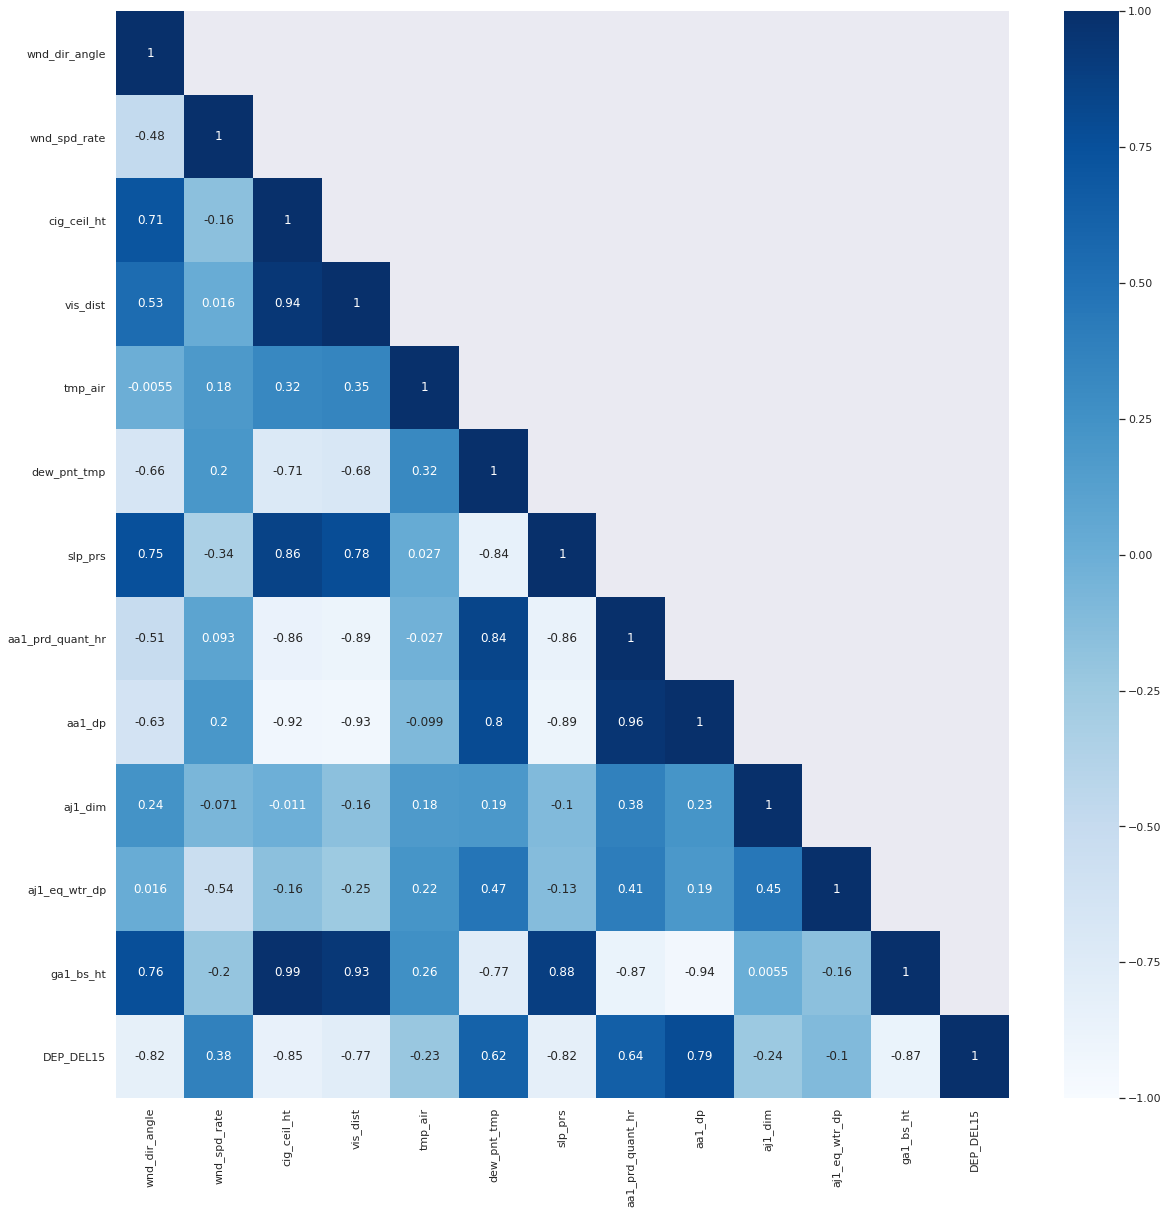 wnd_dir_angle 1
wnd_spd_rate -0.48 1
cig_ceil_ht 0.71 -0.16 1
vis_dist 0.53 0.016 0.94 1
tmp_air -0.0055 0.18 0.32 0.35 1
dew_pnt_tmp -0.66 0.2 -0.71 -0.68 0.32 1
slp_prs 0.75 -0.34 0.86 0.78 0.027 -0.84 1
aa1_prd_quant_hr -0.51 0.093 -0.86 -0.89 -0.027 0.84 -0.86 1
aa1_dp -0.63 0.2 -0.92 -0.93 -0.099 0.8 -0.89 0.96 1
aj1_dim 0.24 -0.071 -0.011 -0.16 0.18 0.19 -0.1 0.38 0.23 1
aj1_eq_wtr_dp 0.016 -0.54 -0.16 -0.25 0.22 0.47 -0.13 0.41 0.19 0.45 1
ga1_bs_ht 0.76 -0.2 0.99 0.93 0.26 -0.77 0.88 -0.87 -0.94 0.0055 -0.16 1
DEP_DEL15 -0.82 0.38 -0.85 -0.77 -0.23 0.62 -0.82 0.64 0.79 -0.24 -0.1 -0.87 1
wnd_dir_angle
wnd_spd_rate
cig_ceil_ht
vis_dist
tmp_air
dew_pnt_tmp
slp_prs
aa1_prd_quant_hr
aa1_dp
aj1_dim
aj1_eq_wtr_dp
ga1_bs_ht
DEP_DEL15
1.00
0.75
0.50
0.25
0.00
−0.25
−0.50
−0.75
−1.00